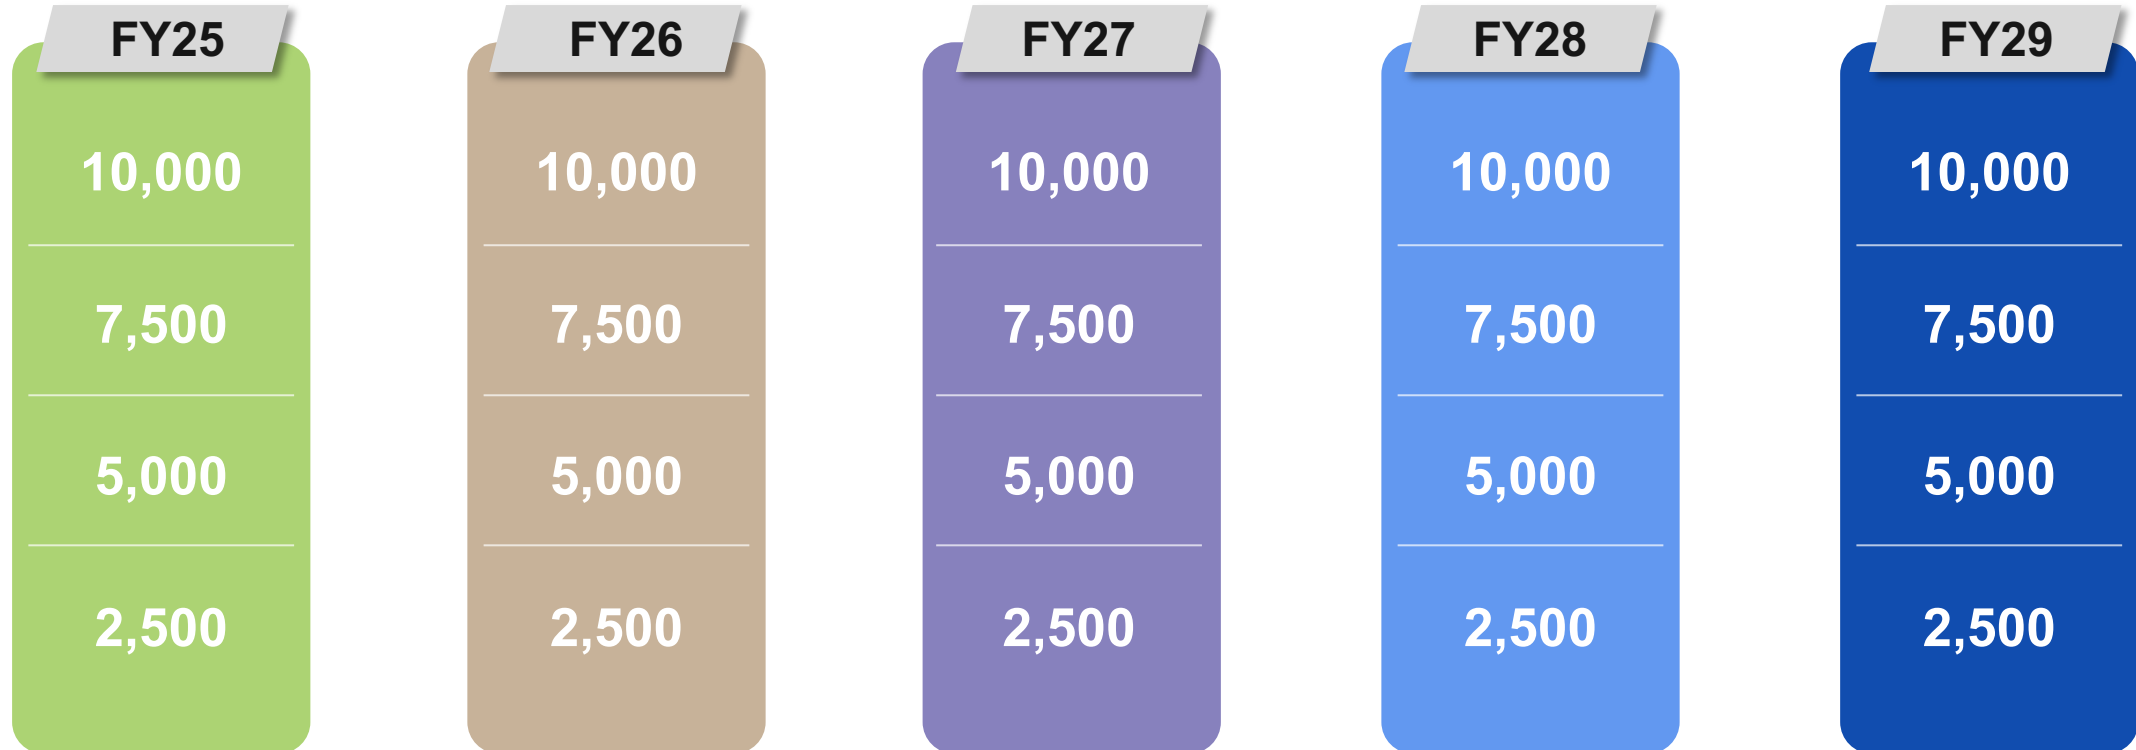 FY25 FY26 FY27 FY28 FY29
10,000 10,000 10,000 10,000 10,000
7,500 7,500 7,500 7,500 7,500
5,000 5,000 5,000 5,000 5,000
2,500 2,500 2,500 2,500 2,500